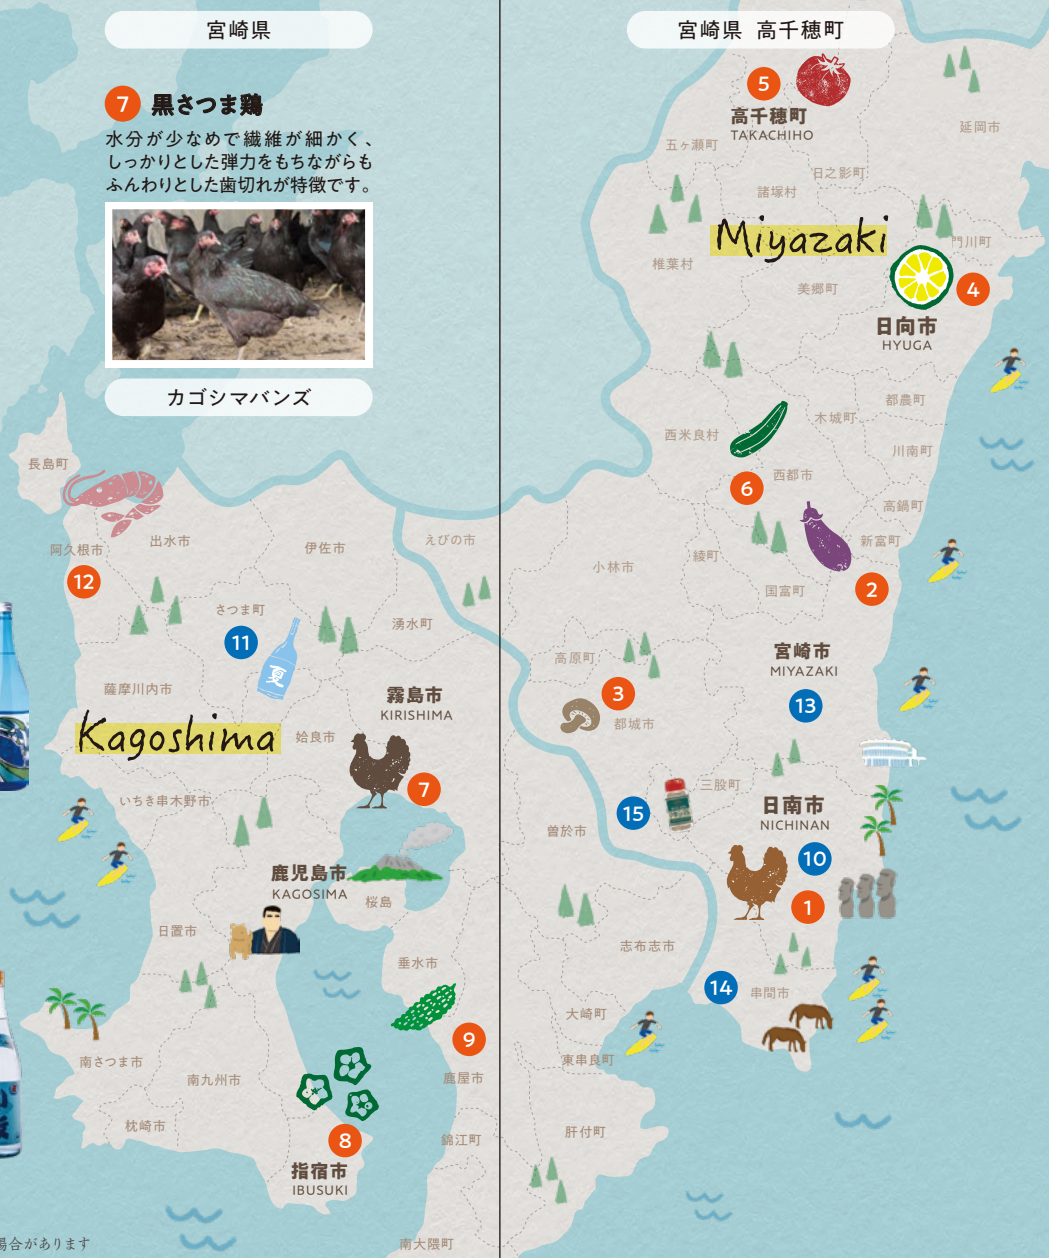 宮崎県
7 黒さつま鶏
水分が少なめで繊維が細かく、
しっかりとした弾力をもちながらも
ふんわりとした歯切れが特徴です。
カゴシマバンズ
長島町
阿久根市
12
出水市
伊佐市
えびの市
さつま町
11
夏
湧水町
薩摩川内市
霧島市
KIRISHIMA
Kagoshima
姶良市
7
いちき串木野市
鹿児島市
KAGOSIMA
桜島
日置市
垂水市
9
鹿屋市
南さつま市
南九州市
枕崎市
8
指宿市
IBUSUKI
錦江町
南大隅町
場合があります
宮崎県 高千穂町
5
高千穂町
TAKACHIHO
延岡市
五ヶ瀬町
日之影町
諸塚村
Miyazaki
門川町
椎葉村
美郷町
4
日向市
HYUGA
都農町
木城町
西米良村
川南町
西都市
6
高鍋町
新富町
綾町
小林市
国富町
2
宮崎市
MIYAZAKI
高原町
3
都城市
13
三股町
15
日南市
NICHINAN
曽於市
10
1
志布志市
14
串間市
大崎町
東串良町
肝付町